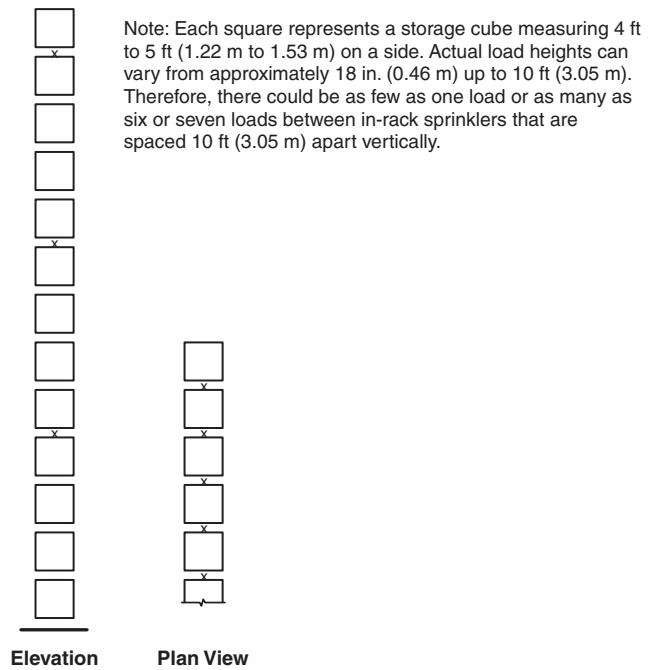 Note: Each square represents a storage cube measuring 4 ft
to 5 ft (1.22 m to 1.53 m) on a side. Actual load heights can
vary from approximately 18 in. (0.46 m) up to 10 ft (3.05 m).
Therefore, there could be as few as one load or as many as
six or seven loads between in-rack sprinklers that are
spaced 10 ft (3.05 m) apart vertically.
x
x
x
x
x
x
x
x
Elevation Plan View